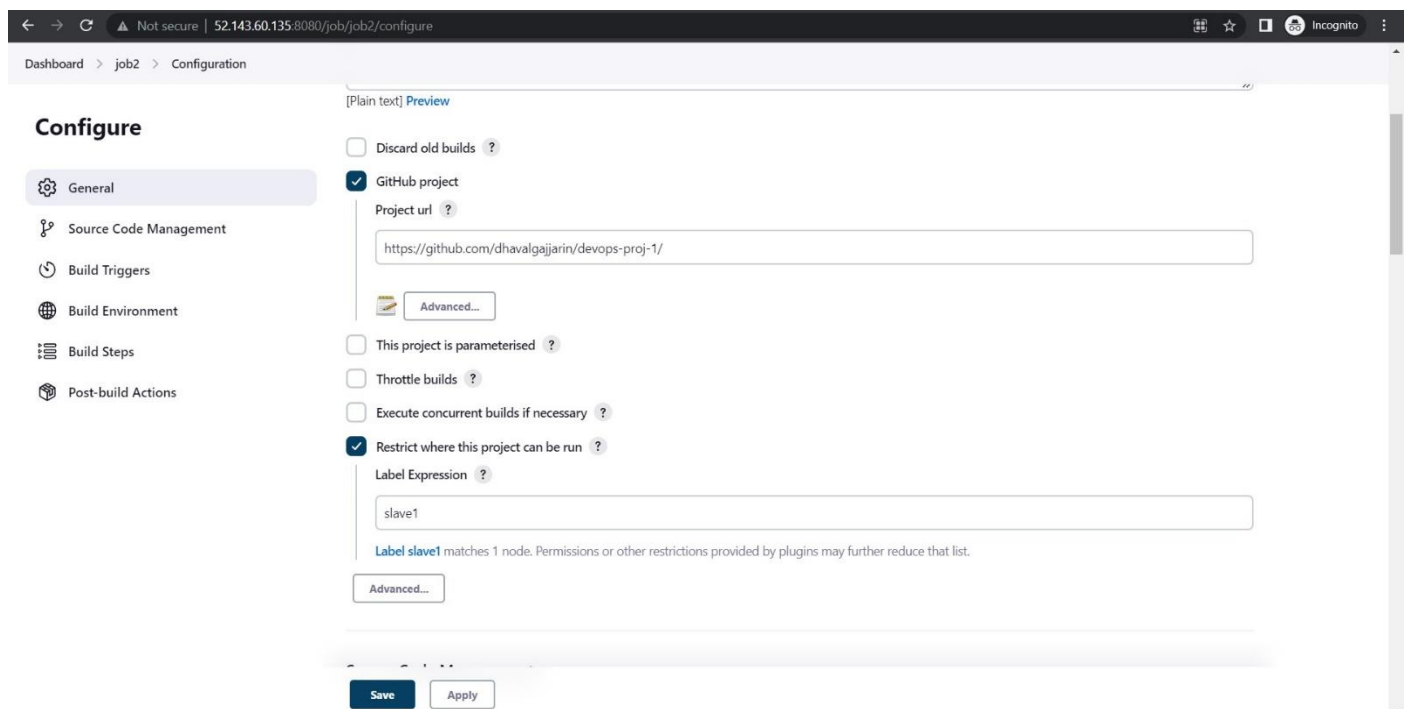 Not secure | 52.143.60.135:8080/job/job2/configure
Incognito
Dashboard > job2 > Configuration
[Plain text] Preview
Configure
Discard old builds ?
GitHub project
General
Project url ?
Source Code Management
https://github.com/dhavalgajjarin/devops-proj-1/
Build Triggers
Build Environment
Advanced...
This project is parameterised ?
Build Steps
Throttle builds ?
Post-build Actions
Execute concurrent builds if necessary ?
Restrict where this project can be run ?
Label Expression ?
slave1
Label slave1 matches 1 node. Permissions or other restrictions provided by plugins may further reduce that list.
Advanced...
Save
Apply